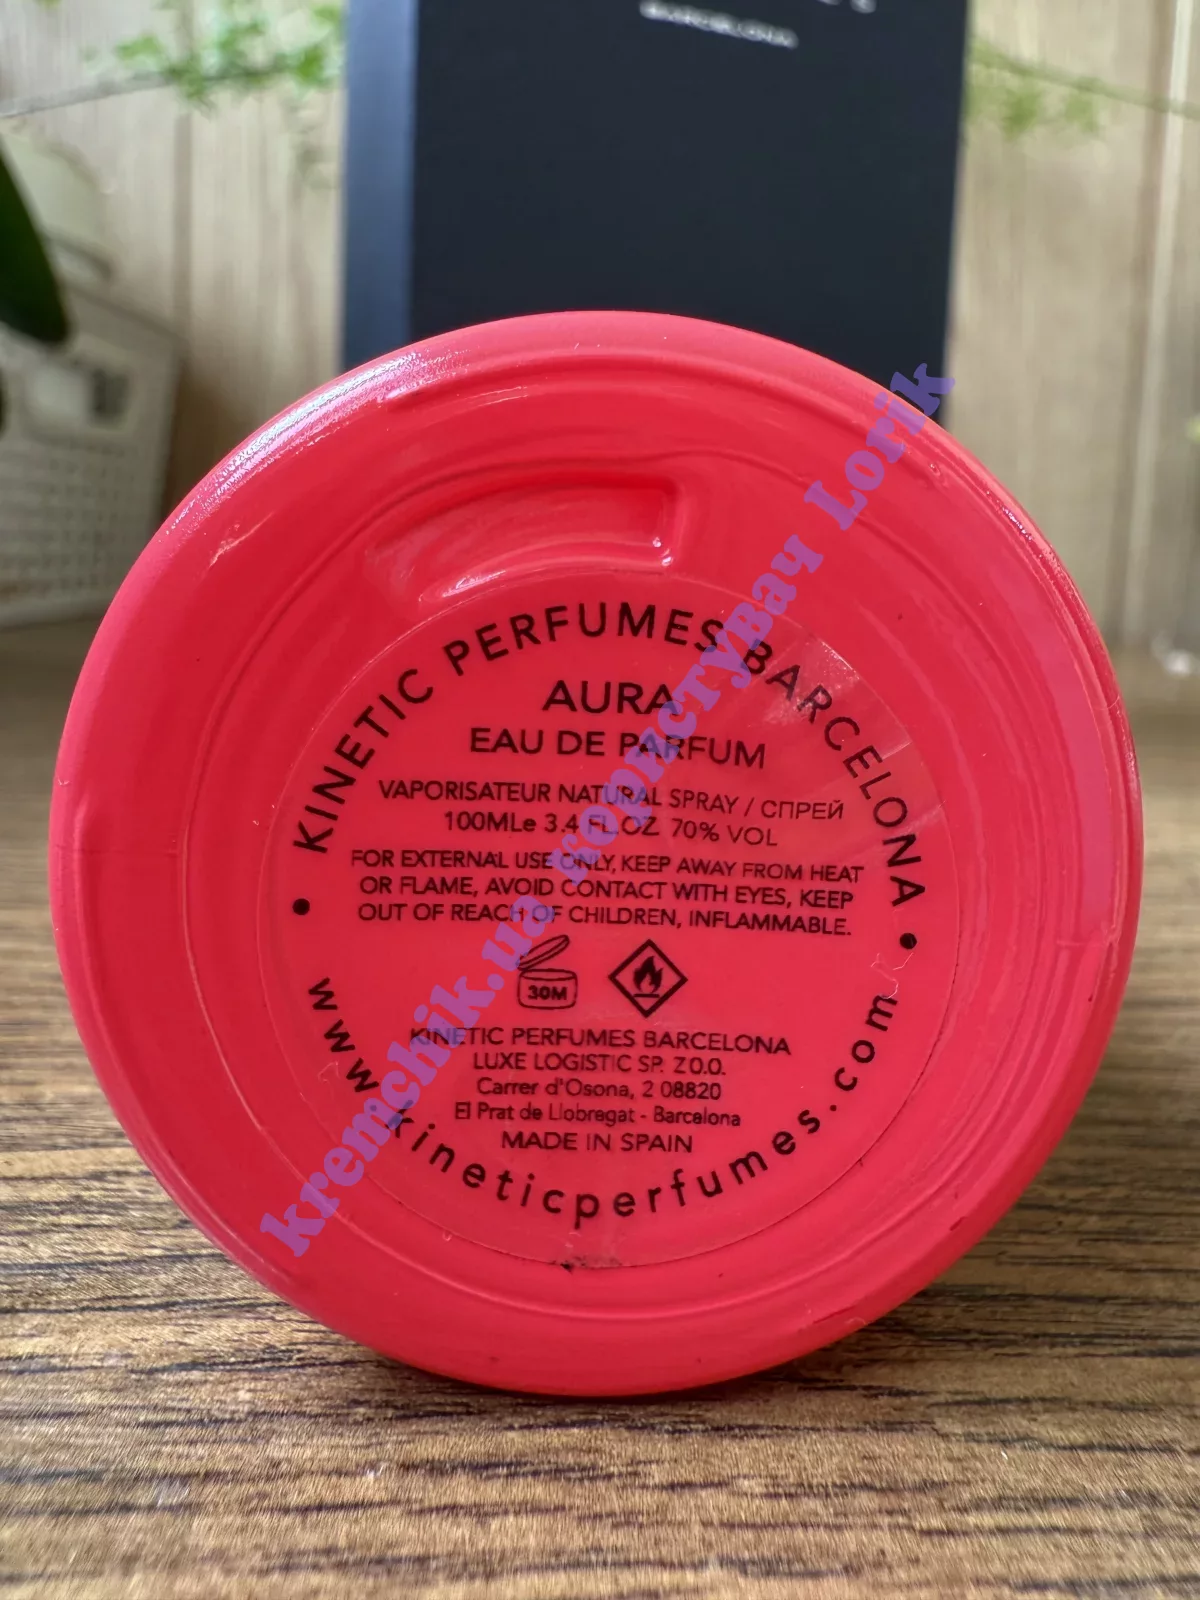 BARCELONA
KINETIC PERFUMES BARCELONA
AURA
EAU DE PARFUM
VAPORISATEUR NATURAL SPRAY / СПРЕЙ
100MLe 3.4 FL.OZ 70% VOL
FOR EXTERNAL USE ONLY, KEEP AWAY FROM HEAT
OR FLAME, AVOID CONTACT WITH EYES, KEEP
OUT OF REACH OF CHILDREN, INFLAMMABLE.
30M
KINETIC PERFUMES BARCELONA
LUXE LOGISTIC SP. Z O.O.
Carrer d'Osona, 2 08820
El Prat de Llobregat - Barcelona
MADE IN SPAIN
www.kineticperfumes.com
kremchik.ua користувач Lorik